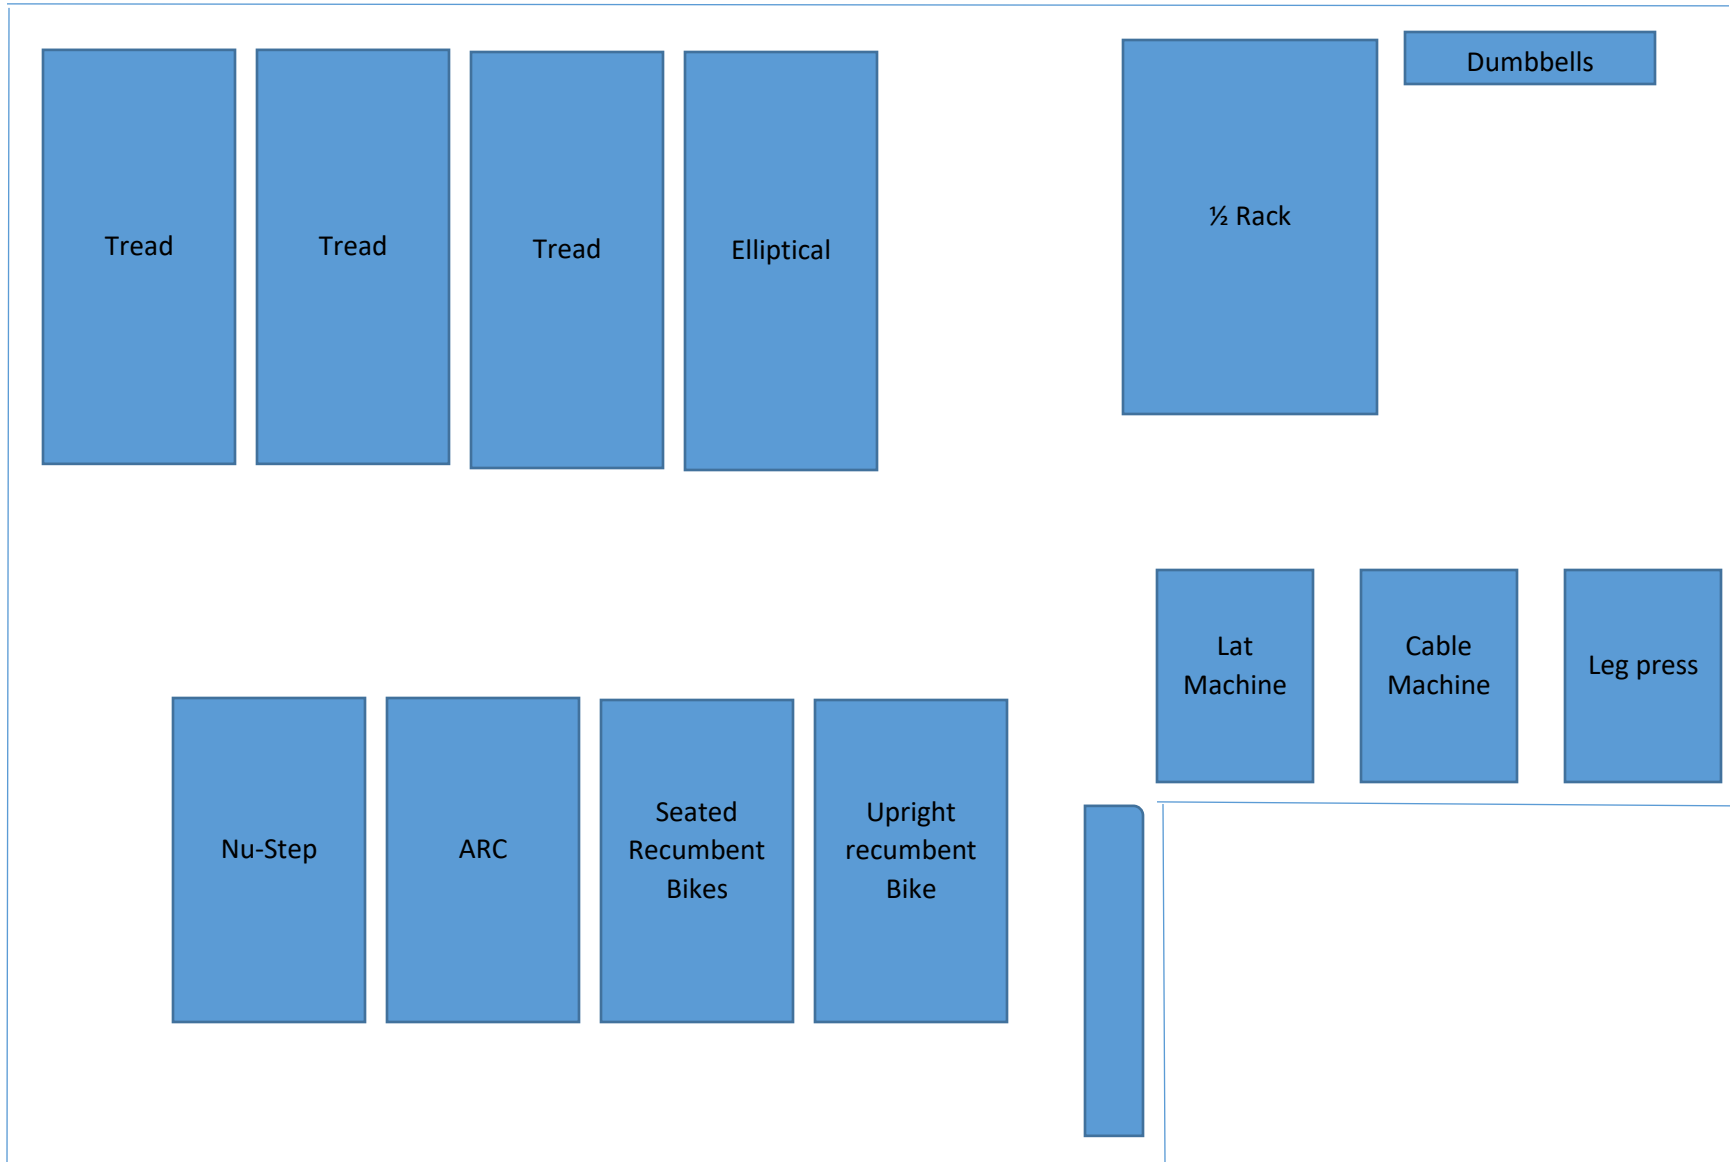 Tread
Tread
Tread
Elliptical
½ Rack
Dumbbells
Lat
Machine
Cable
Machine
Leg press
Nu-Step
ARC
Seated
Recumbent
Bikes
Upright
recumbent
Bike